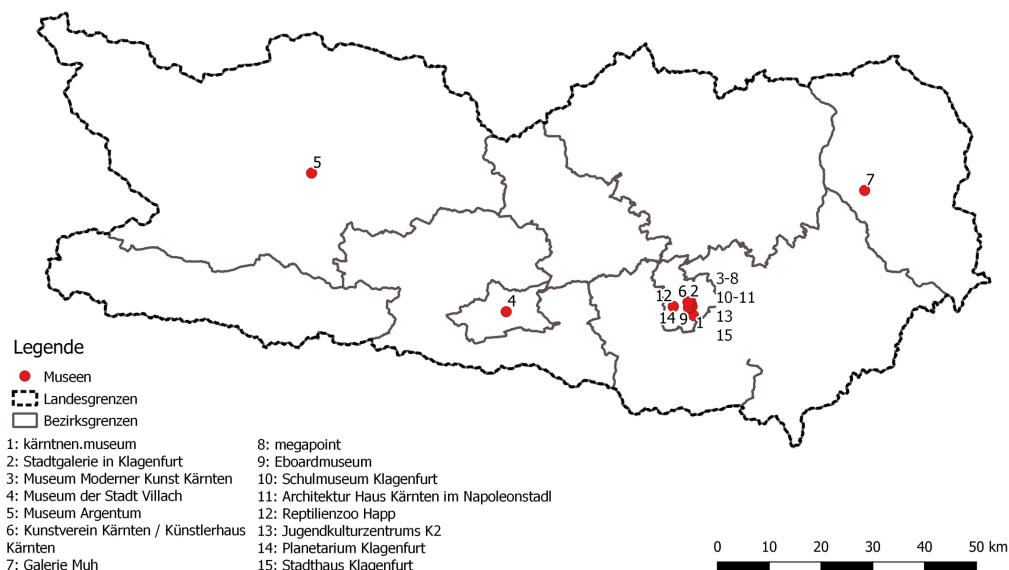 5
7
3-8
12 6 2
10-11
4
13
14 9 1
15
Legende
Museen
Landesgrenzen
Bezirksgrenzen
1: kärntnen.museum
2: Stadtgalerie in Klagenfurt
3: Museum Moderner Kunst Kärnten
4: Museum der Stadt Villach
5: Museum Argentum
6: Kunstverein Kärnten / Künstlerhaus
Kärnten
7: Galerie Muh
8: megapoint
9: Eboardmuseum
10: Schulmuseum Klagenfurt
11: Architektur Haus Kärnten im Napoleonstadl
12: Reptilienzoo Happ
13: Jugendkulturzentrums K2
14: Planetarium Klagenfurt
15: Stadthaus Klagenfurt
0 10 20 30 40 50 km